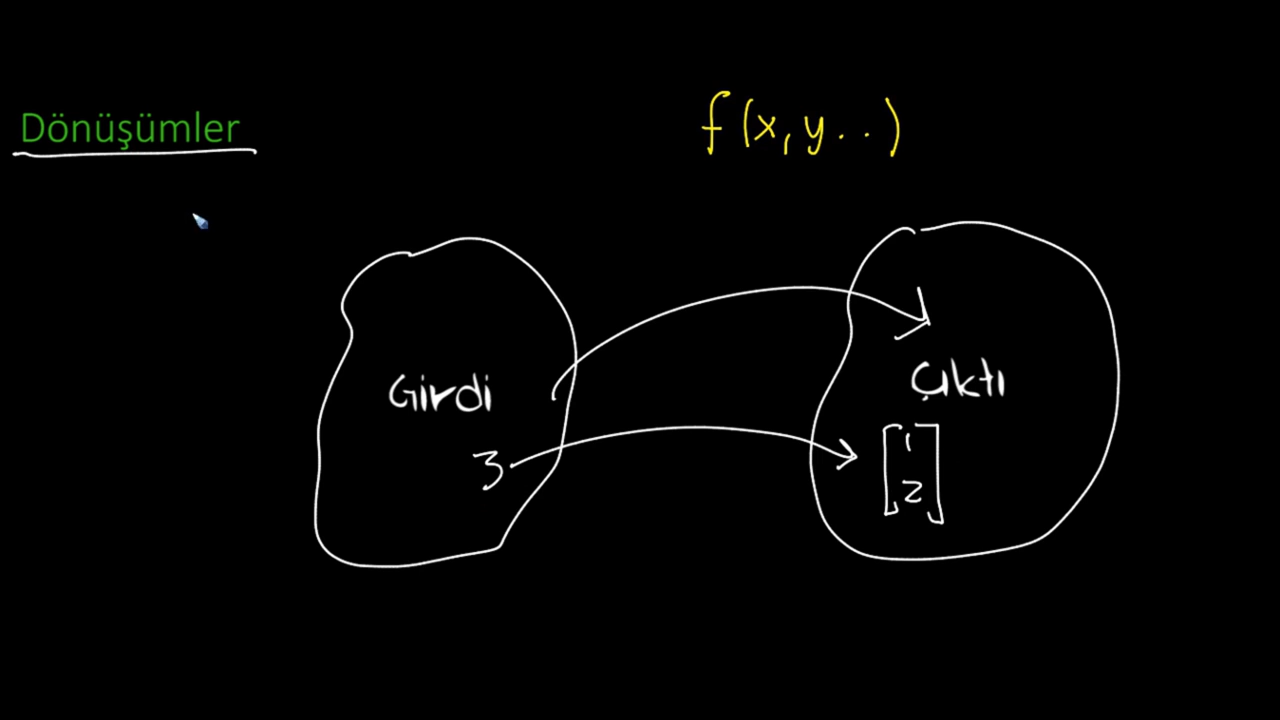 Dönüşümler
f(x, y..)
Girdi
Çıktı
3
1
2